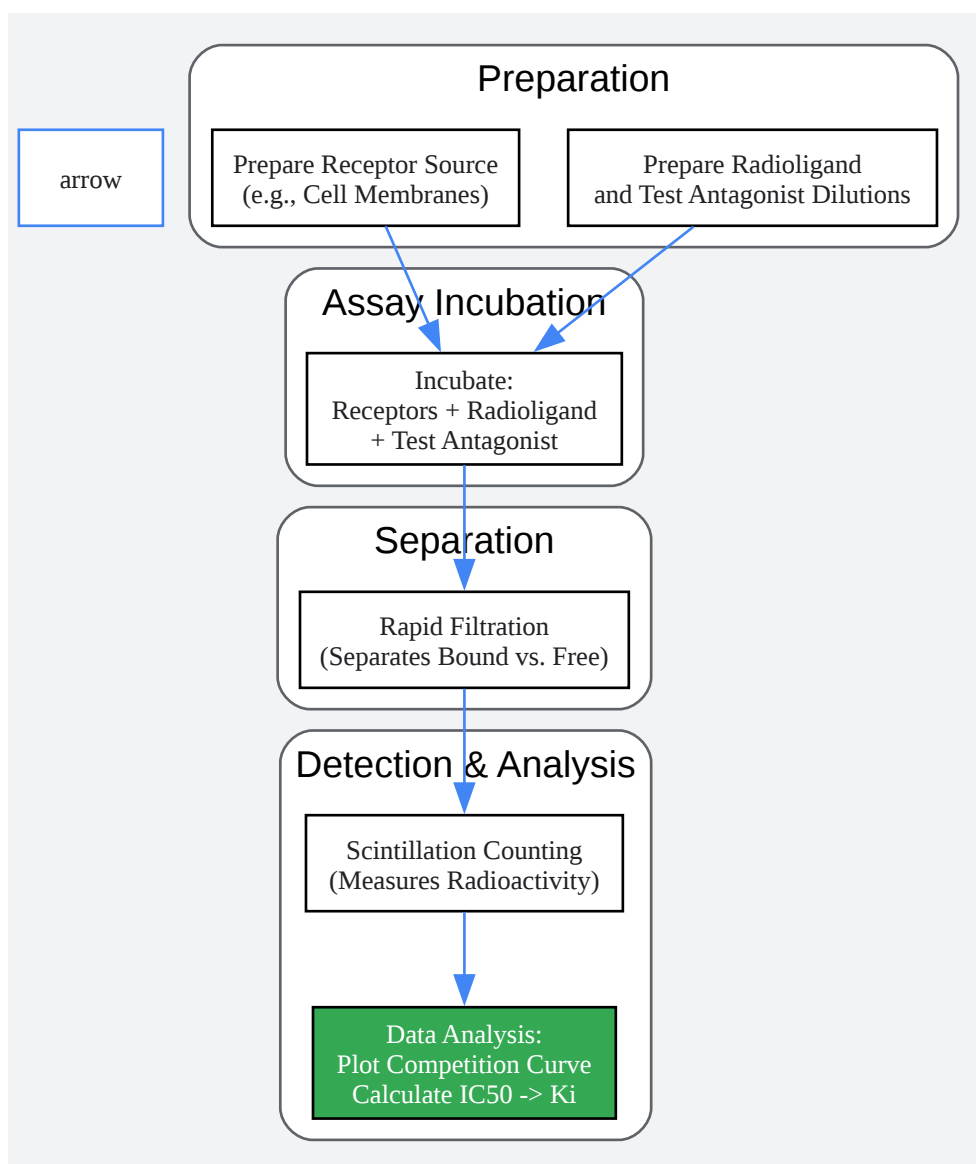 Preparation
arrow
Prepare Receptor Source
(e.g., Cell Membranes)
Prepare Radioligand
and Test Antagonist Dilutions
Assay Incubation
Incubate:
Receptors + Radioligand
+ Test Antagonist
Separation
Rapid Filtration
(Separates Bound vs. Free)
Detection & Analysis
Scintillation Counting
(Measures Radioactivity)
Data Analysis:
Plot Competition Curve
Calculate IC50 -> Ki